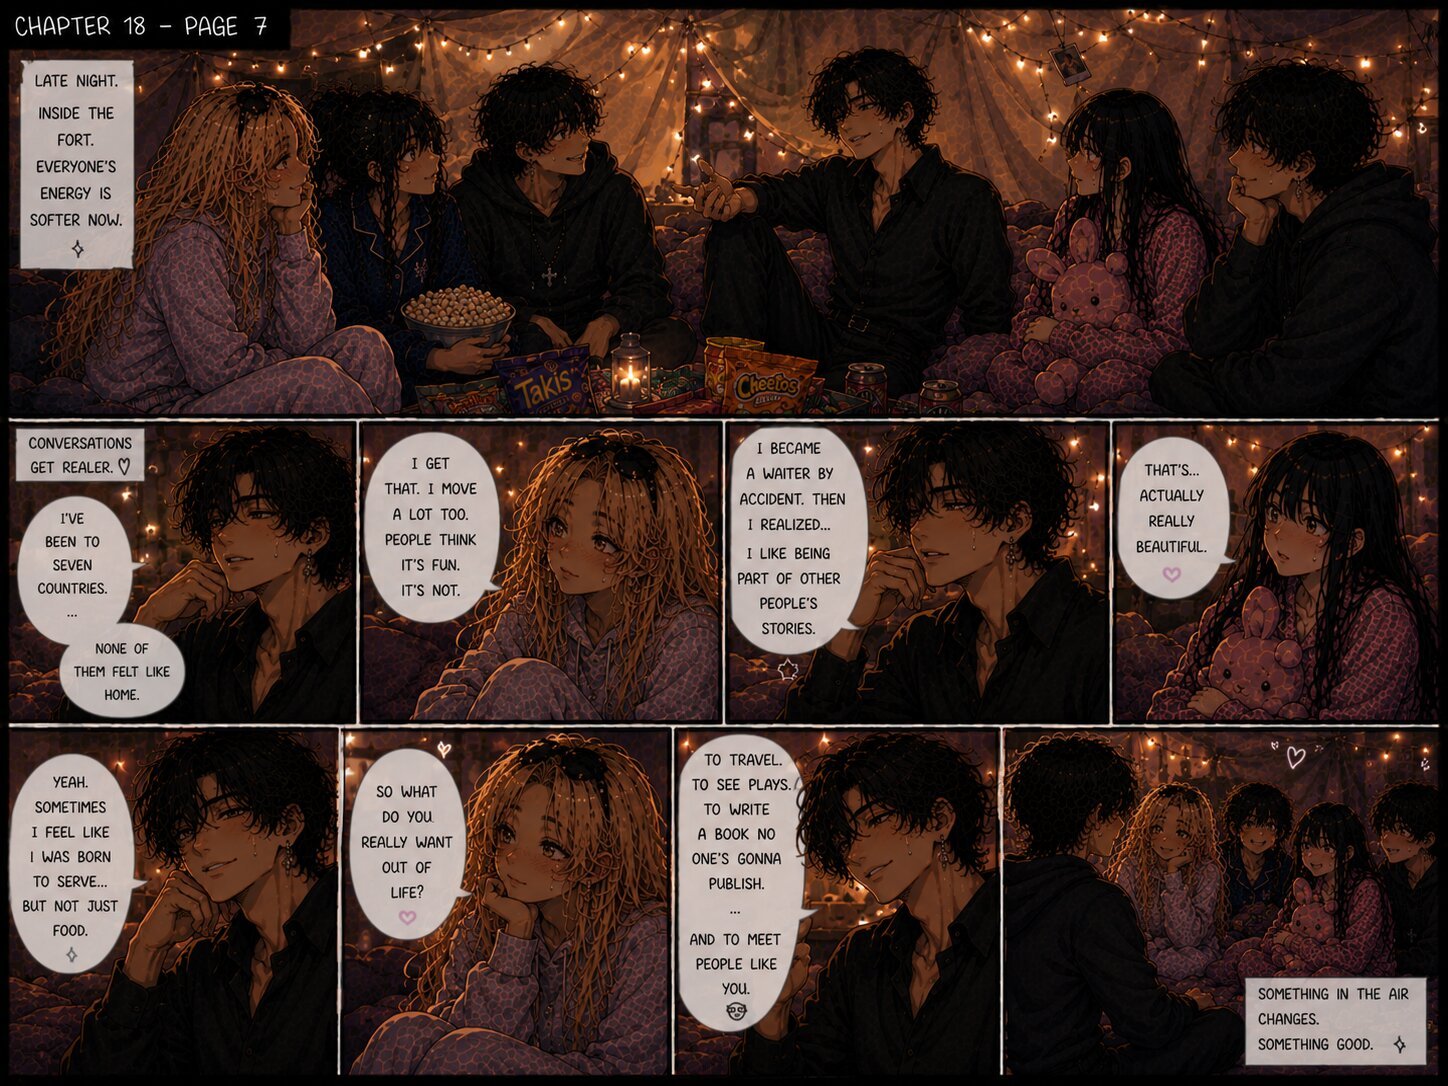 CHAPTER 18 – PAGE 7
LATE NIGHT.
INSIDE THE
FORT.
EVERYONE'S
ENERGY IS
SOFTER NOW.
Takis
Cheetos
CONVERSATIONS
GET REALER.♡
I'VE
BEEN TO
SEVEN
COUNTRIES.
...
NONE OF
THEM FELT LIKE
HOME.
I GET
THAT. I MOVE
A LOT TOO.
PEOPLE THINK
IT'S FUN.
IT'S NOT.
I BECAME
A WAITER BY
ACCIDENT. THEN
I REALIZED...
I LIKE BEING
PART OF OTHER
PEOPLE'S
STORIES.
THAT'S...
ACTUALLY
REALLY
BEAUTIFUL.
YEAH.
SOMETIMES
I FEEL LIKE
I WAS BORN
TO SERVE...
BUT NOT JUST
FOOD.
SO WHAT
DO YOU
REALLY WANT
OUT OF
LIFE?
TO TRAVEL.
TO SEE PLAYS.
TO WRITE
A BOOK NO
ONE'S GONNA
PUBLISH.
...
AND TO MEET
PEOPLE LIKE
YOU.
SOMETHING IN THE AIR
CHANGES.
SOMETHING GOOD.